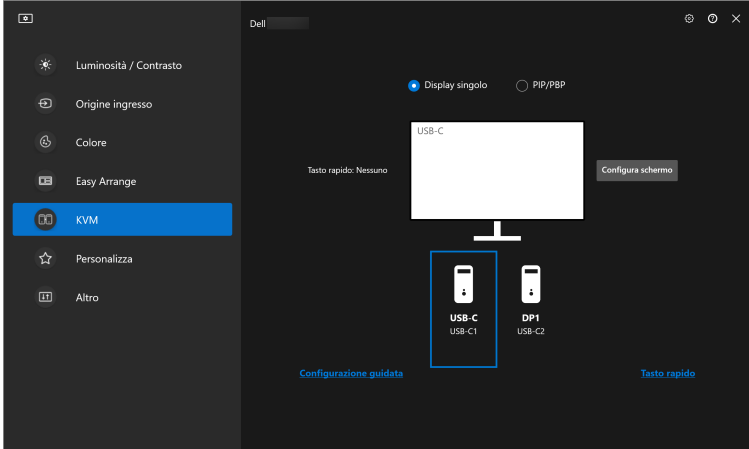 Dell
Luminosità / Contrasto
Origine ingresso
Colore
Easy Arrange
KVM
Personalizza
Altro
Display singolo
PIP/PBP
USB-C
Tasto rapido: Nessuno
Configura schermo
USB-C
USB-C1
DP1
USB-C2
Configurazione guidata
Tasto rapido